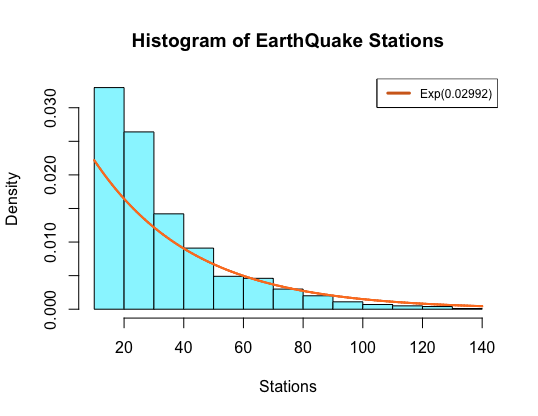 Histogram of EarthQuake Stations
Exp(0.02992)
Density
0.030
0.020
0.010
0.000
20 40 60 80 100 120 140
Stations